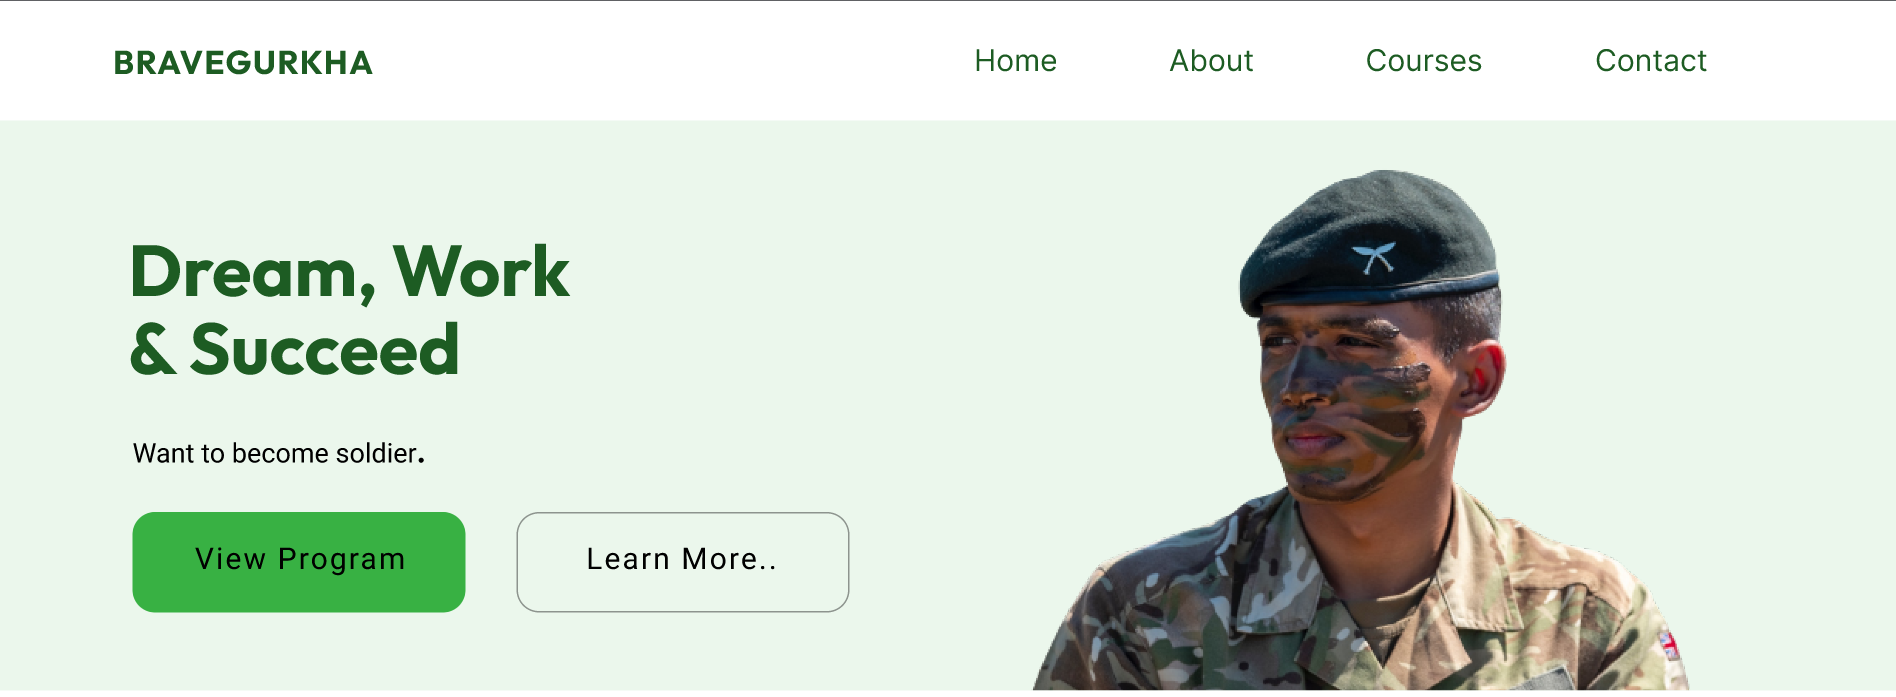 BRAVEGURKHA
Home About Courses Contact
Dream, Work
& Succeed
Want to become soldier.
View Program
Learn More..